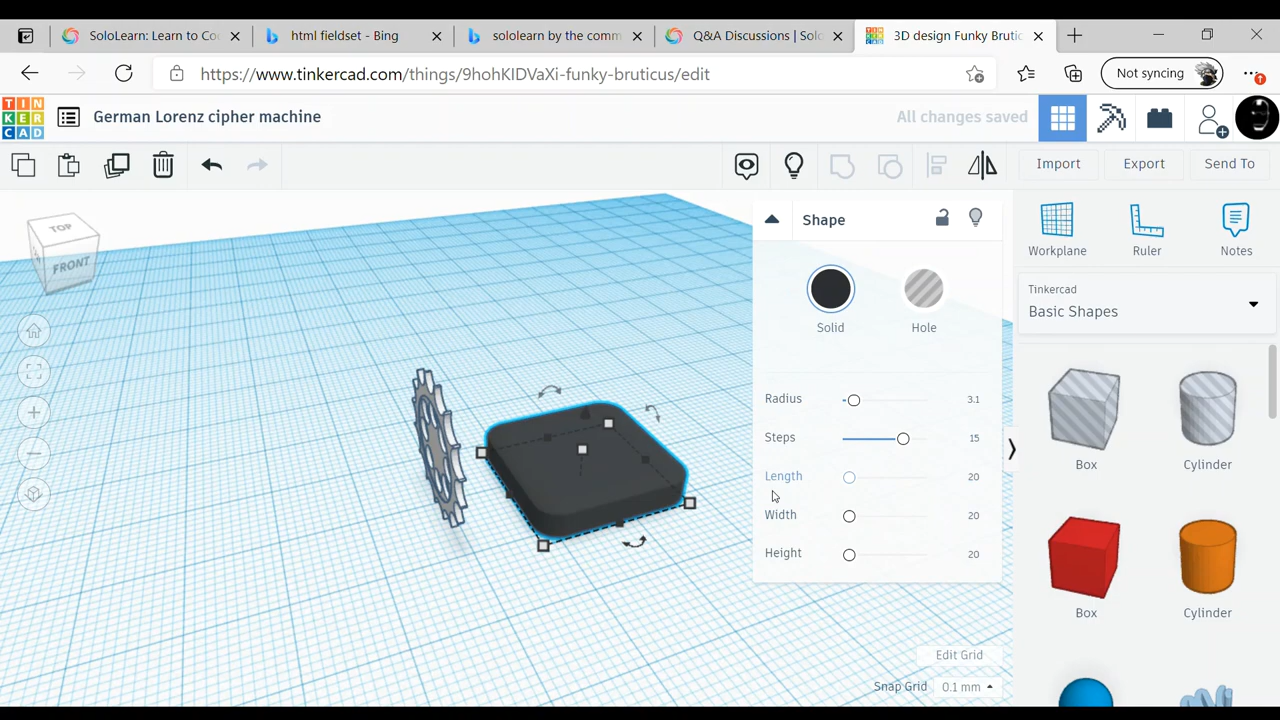 SoloLearn: Learn to Co
html fieldset - Bing
sololearn by the comm
Q&A Discussions | Solo
3D design Funky Brutic
https://www.tinkercad.com/things/9hohKIDVaXi-funky-bruticus/edit
Not syncing
TIN
KER
CAD
German Lorenz cipher machine
All changes saved
Import
Export
Send To
TOP
FRONT
Shape
Solid
Hole
Radius 3.1
Steps 15
Length 20
Width 20
Height 20
Workplane
Ruler
Notes
Tinkercad
Basic Shapes
Box
Cylinder
Box
Cylinder
Edit Grid
Snap Grid 0.1 mm